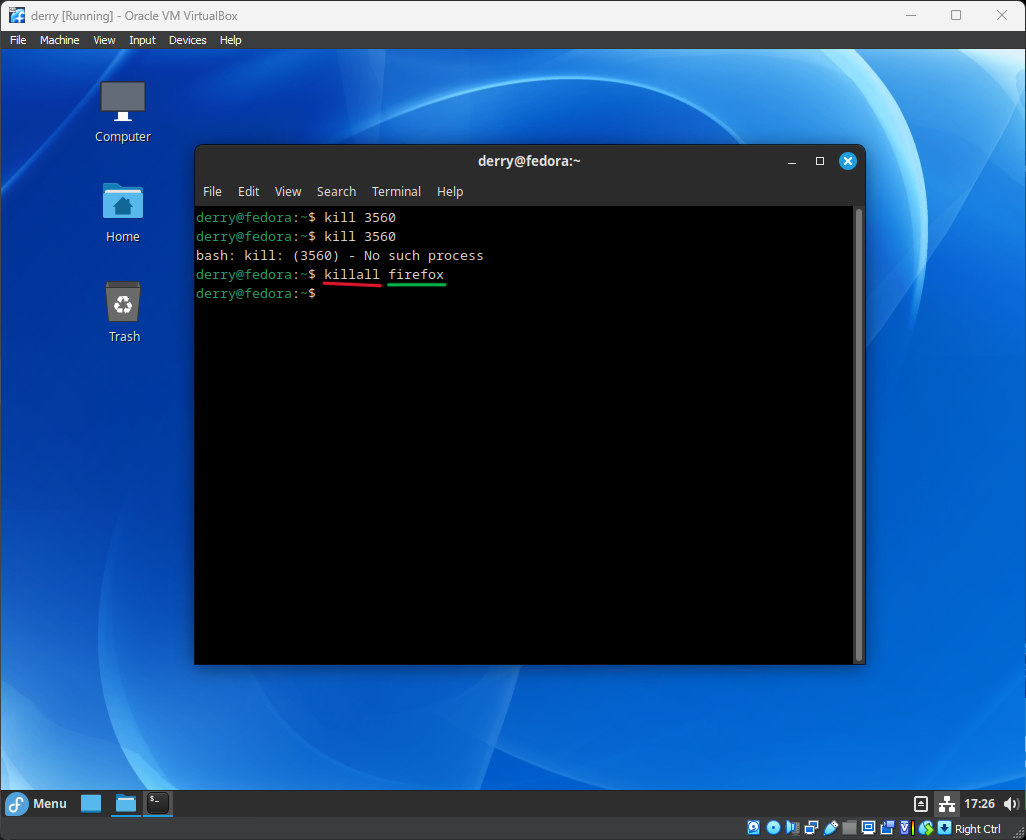 derry [Running] - Oracle VM VirtualBox
File Machine View Input Devices Help
Computer
Home
Trash
derry@fedora:~
File Edit View Search Terminal Help
derry@fedora:~$ kill 3560
derry@fedora:~$ kill 3560
bash: kill: (3560) - No such process
derry@fedora:~$ killall firefox
derry@fedora:~$
Menu
17:26
Right Ctrl